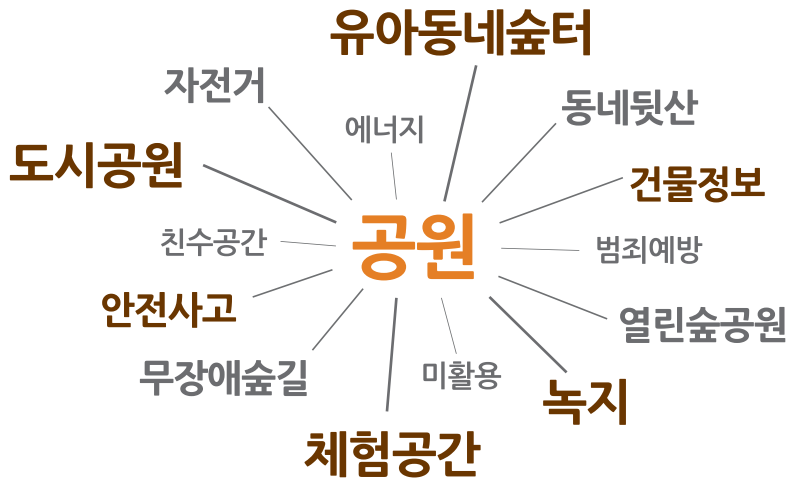 유아동네숲터
자전거
동네뒷산
에너지
도시공원
건물정보
공원
친수공간
범죄예방
안전사고
열린숲공원
무장애숲길
미활용
녹지
체험공간